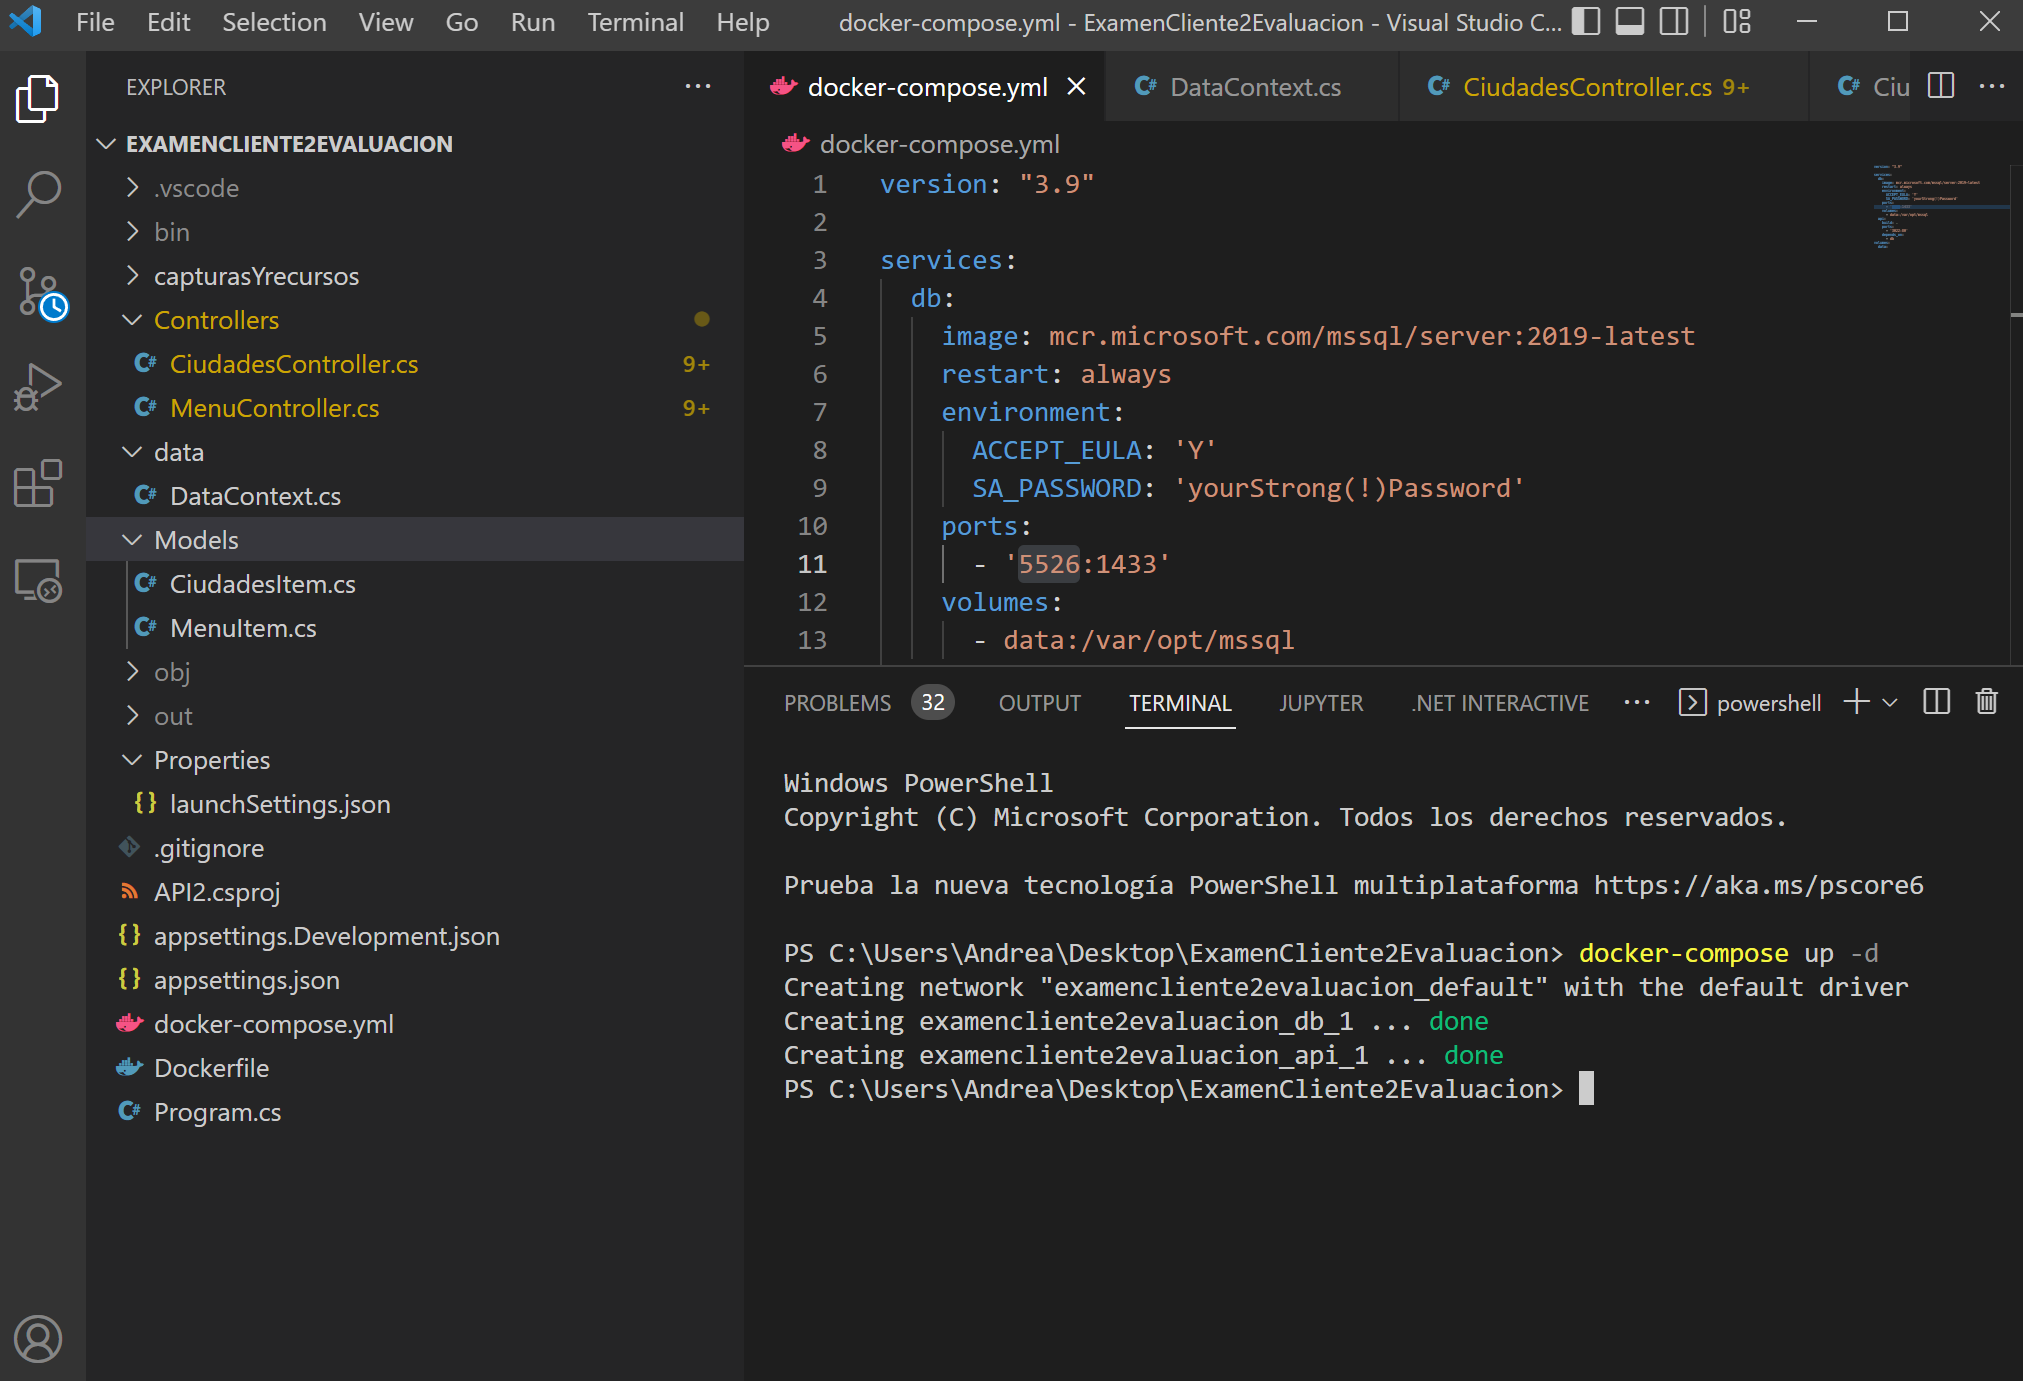 File Edit Selection View Go Run Terminal Help docker-compose.yml - ExamenCliente2Evaluacion - Visual Studio C...
EXPLORER
EXAMENCLIENTE2EVALUACION
.vscode
bin
capturasYrecursos
Controllers
CiudadesController.cs 9+
MenuController.cs 9+
data
DataContext.cs
Models
CiudadesItem.cs
MenuItem.cs
obj
out
Properties
launchSettings.json
.gitignore
API2.csproj
appsettings.Development.json
appsettings.json
docker-compose.yml
Dockerfile
Program.cs
docker-compose.yml DataContext.cs CiudadesController.cs 9+ Ciu
docker-compose.yml
1 version: "3.9"
2
3 services:
4 db:
5 image: mcr.microsoft.com/mssql/server:2019-latest
6 restart: always
7 environment:
8 ACCEPT_EULA: 'Y'
9 SA_PASSWORD: 'yourStrong(!)Password'
10 ports:
11 - '5526:1433'
12 volumes:
13 - data:/var/opt/mssql
PROBLEMS 32 OUTPUT TERMINAL JUPYTER .NET INTERACTIVE powershell
Windows PowerShell
Copyright (C) Microsoft Corporation. Todos los derechos reservados.
Prueba la nueva tecnología PowerShell multiplataforma https://aka.ms/pscore6
PS C:\Users\Andrea\Desktop\ExamenCliente2Evaluacion> docker-compose up -d
Creating network "examencliente2evaluacion_default" with the default driver
Creating examencliente2evaluacion_db_1 ... done
Creating examencliente2evaluacion_api_1 ... done
PS C:\Users\Andrea\Desktop\ExamenCliente2Evaluacion>